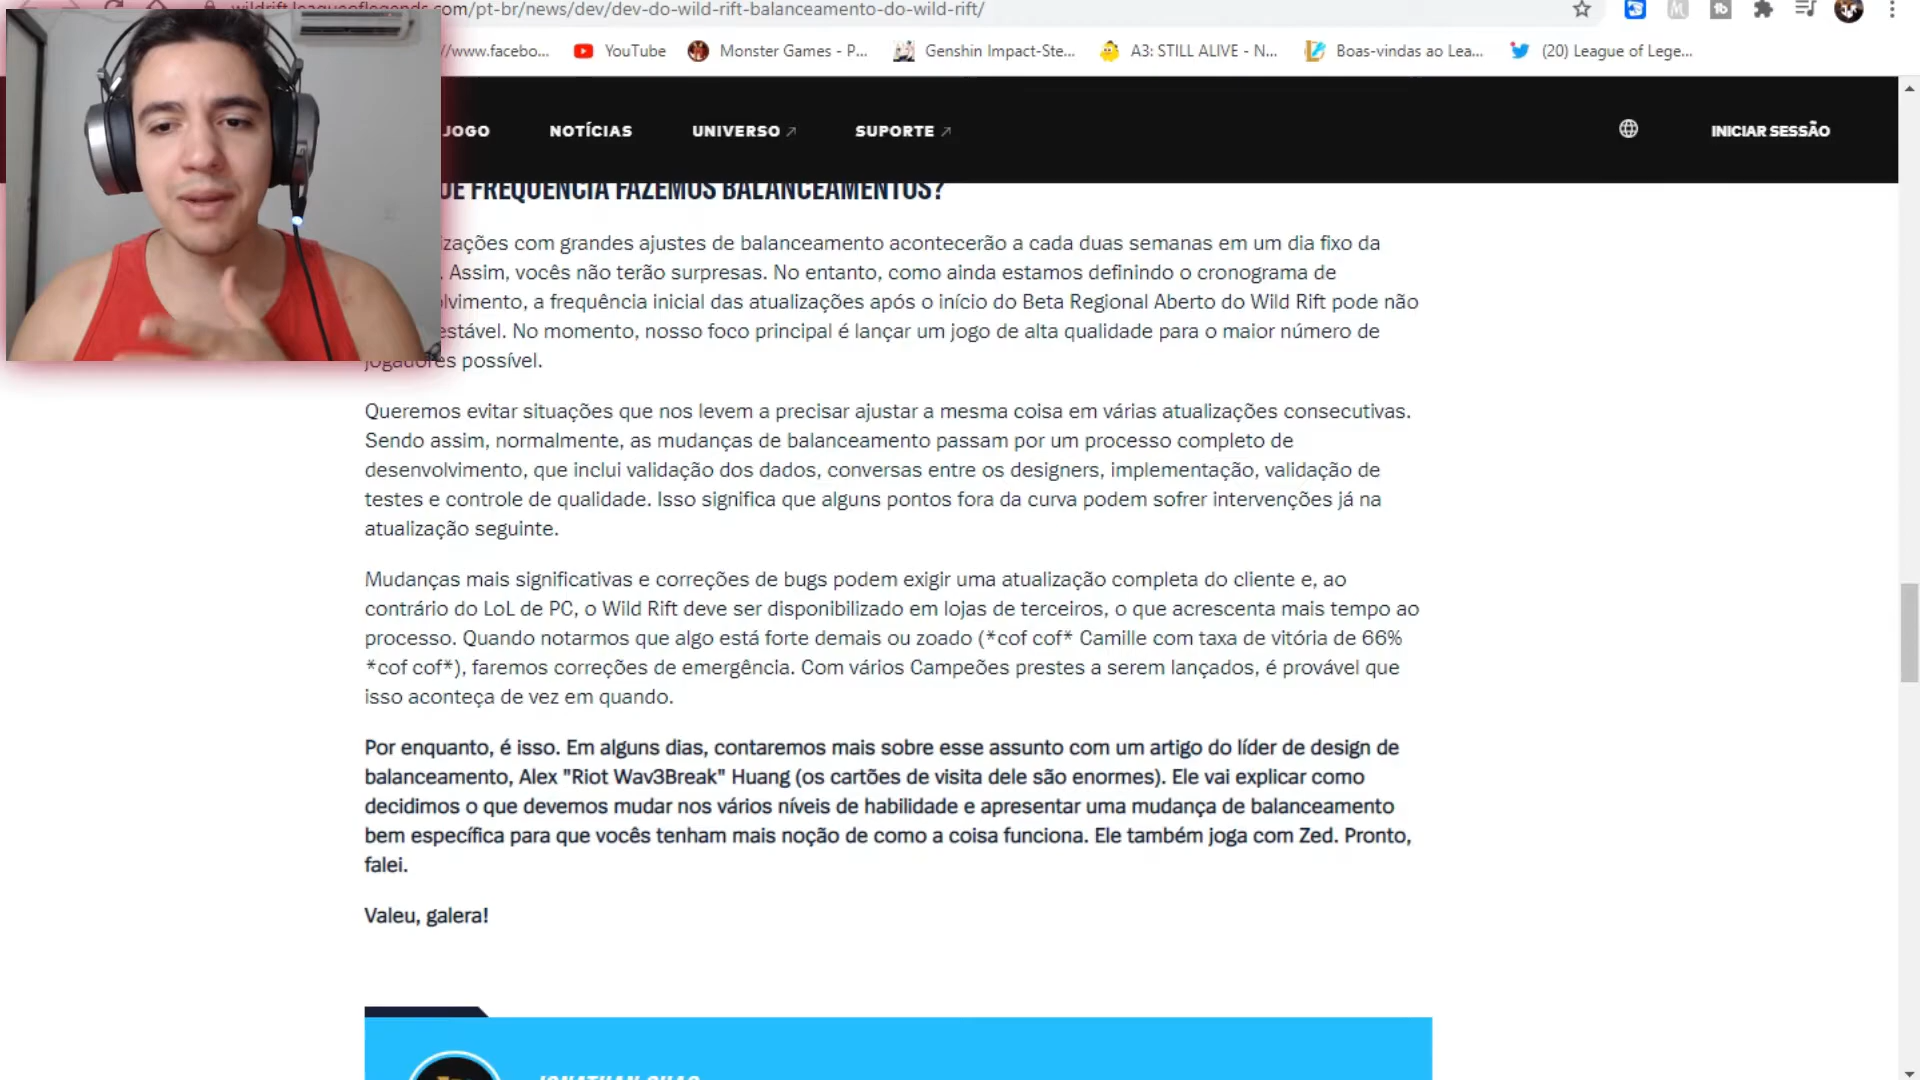 wildrift.leagueoflegends.com/pt-br/news/dev/dev-do-wild-rift-balanceamento-do-wild-rift/
//www.facebo... YouTube Monster Games - P... Genshin Impact-Ste... A3: STILL ALIVE - N... Boas-vindas ao Lea... (20) League of Lege...
JOGO NOTÍCIAS UNIVERSO SUPORTE INICIAR SESSÃO
DE FREQUÊNCIA FAZEMOS BALANCEAMENTOS?
izações com grandes ajustes de balanceamento acontecerão a cada duas semanas em um dia fixo da
. Assim, vocês não terão surpresas. No entanto, como ainda estamos definindo o cronograma de
olvimento, a frequência inicial das atualizações após o início do Beta Regional Aberto do Wild Rift pode não
estável. No momento, nosso foco principal é lançar um jogo de alta qualidade para o maior número de
jogadores possível.
Queremos evitar situações que nos levem a precisar ajustar a mesma coisa em várias atualizações consecutivas.
Sendo assim, normalmente, as mudanças de balanceamento passam por um processo completo de
desenvolvimento, que inclui validação dos dados, conversas entre os designers, implementação, validação de
testes e controle de qualidade. Isso significa que alguns pontos fora da curva podem sofrer intervenções já na
atualização seguinte.
Mudanças mais significativas e correções de bugs podem exigir uma atualização completa do cliente e, ao
contrário do LoL de PC, o Wild Rift deve ser disponibilizado em lojas de terceiros, o que acrescenta mais tempo ao
processo. Quando notarmos que algo está forte demais ou zoado (*cof cof* Camille com taxa de vitória de 66%
*cof cof*), faremos correções de emergência. Com vários Campeões prestes a serem lançados, é provável que
isso aconteça de vez em quando.
Por enquanto, é isso. Em alguns dias, contaremos mais sobre esse assunto com um artigo do líder de design de
balanceamento, Alex "Riot Wav3Break" Huang (os cartões de visita dele são enormes). Ele vai explicar como
decidimos o que devemos mudar nos vários níveis de habilidade e apresentar uma mudança de balanceamento
bem específica para que vocês tenham mais noção de como a coisa funciona. Ele também joga com Zed. Pronto,
falei.
Valeu, galera!